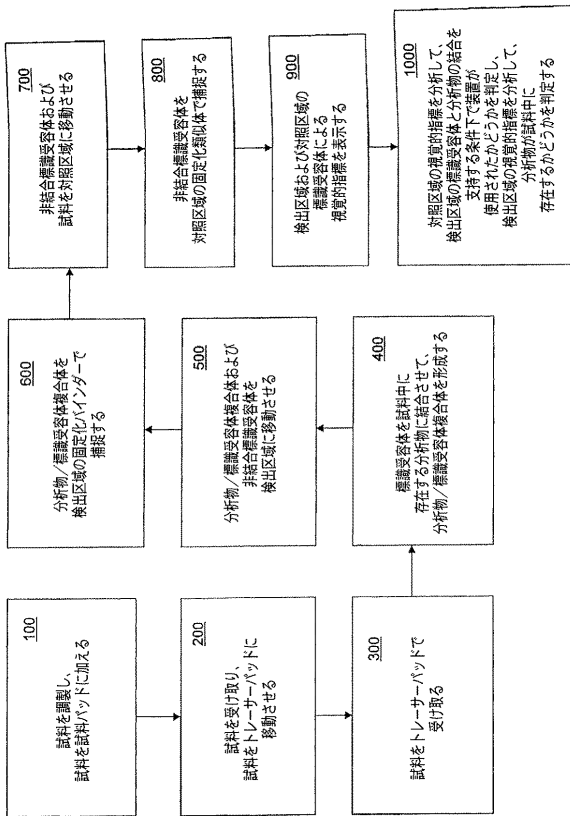 100
試料を調製し、
試料を試料パッドに加える
200
試料を受け取り、
試料をトレーサーパッドに
移動させる
300
試料をトレーサーパッドで
受け取る
400
標識受容体を試料中に
存在する分析物に結合させて、
分析物/標識受容体複合体を形成する
500
分析物/標識受容体複合体および
非結合標識受容体を
検出区域に移動させる
600
分析物/標識受容体複合体を
検出区域の固定化バインダーで
捕捉する
700
非結合標識受容体および
試料を対照区域に移動させる
800
非結合標識受容体を
対照区域の固定化類似体で捕捉する
900
検出区域および対照区域の
標識受容体による
視覚的指標を表示する
1000
対照区域の視覚的指標を分析して、
検出区域の標識受容体と分析物の結合を
支持する条件下で装置が
使用されたかどうかを判定し、
検出区域の視覚的指標を分析して、
分析物が試料中に
存在するかどうかを判定する